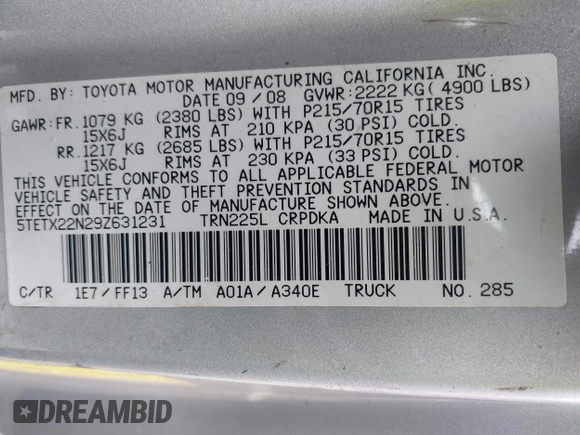 MFD. BY: TOYOTA MOTOR MANUFACTURING CALIFORNIA INC.
DATE 09/08 GVWR: 2222 KG( 4900 LBS)
GAWR: FR. 1079 KG (2380 LBS) WITH P215/70R15 TIRES
15X6J RIMS AT 210 KPA (30 PSI) COLD.
RR. 1217 KG (2685 LBS) WITH P215/70R15 TIRES
15X6J RIMS AT 230 KPA (33 PSI) COLD.
THIS VEHICLE CONFORMS TO ALL APPLICABLE FEDERAL MOTOR
VEHICLE SAFETY AND THEFT PREVENTION STANDARDS IN
EFFECT ON THE DATE OF MANUFACTURE SHOWN ABOVE.
5TETX22N29Z631231 TRN225L CRPDKA MADE IN U.S.A.
C/TR 1E7/FF13 A/TM A01A/A340E TRUCK NO. 285
DREAMBID